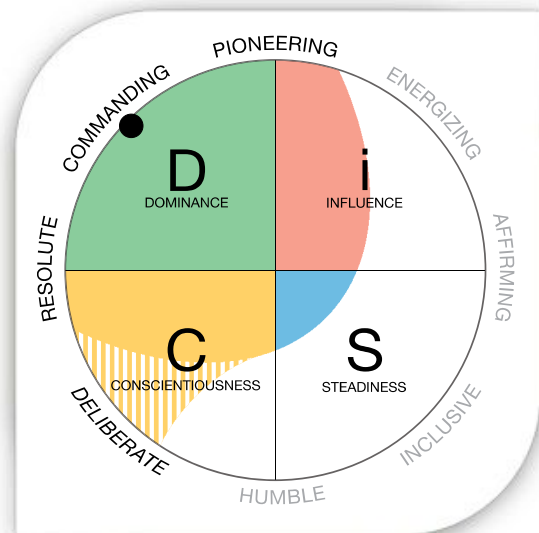 PIONEERING
ENERGIZING
COMMANDING
D
DOMINANCE
i
INFLUENCE
RESOLUTE
AFFIRMING
C
CONSCIENTIOUSNESS
S
STEADINESS
DELIBERATE
INCLUSIVE
HUMBLE